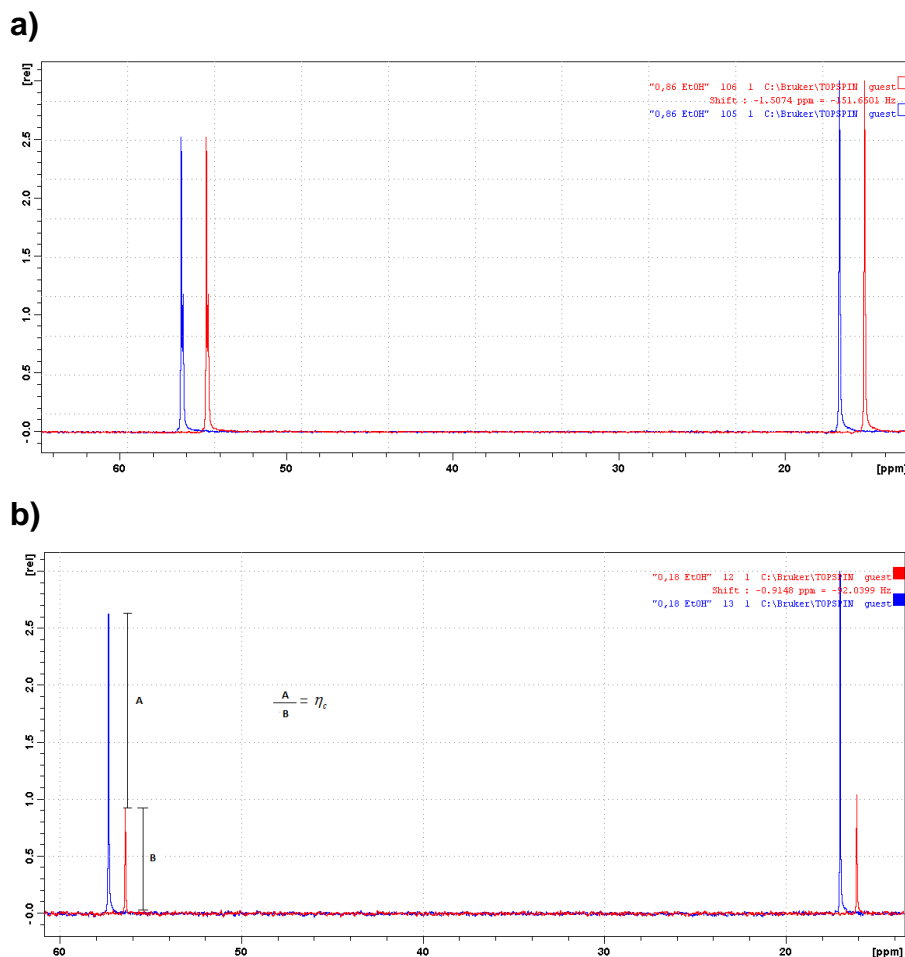 a)
[rel]
"0,86 EtOH" 106 1 C:\Bruker\TOPSPIN guest
Shift : -1.5074 ppm = -151.6501 Hz
"0,86 EtOH" 105 1 C:\Bruker\TOPSPIN guest
2.5
2.0
1.5
1.0
0.5
- 0.0
60 50 40 30 20 [ppm]
b)
[rel]
"0,18 EtOH" 12 1 C:\Bruker\TOPSPIN guest
Shift : -0.9148 ppm = -92.0399 Hz
"0,18 EtOH" 13 1 C:\Bruker\TOPSPIN guest
2.5
2.0
A
A/B = ηc
1.5
1.0
B
0.5
- 0.0
60 50 40 30 20 [ppm]